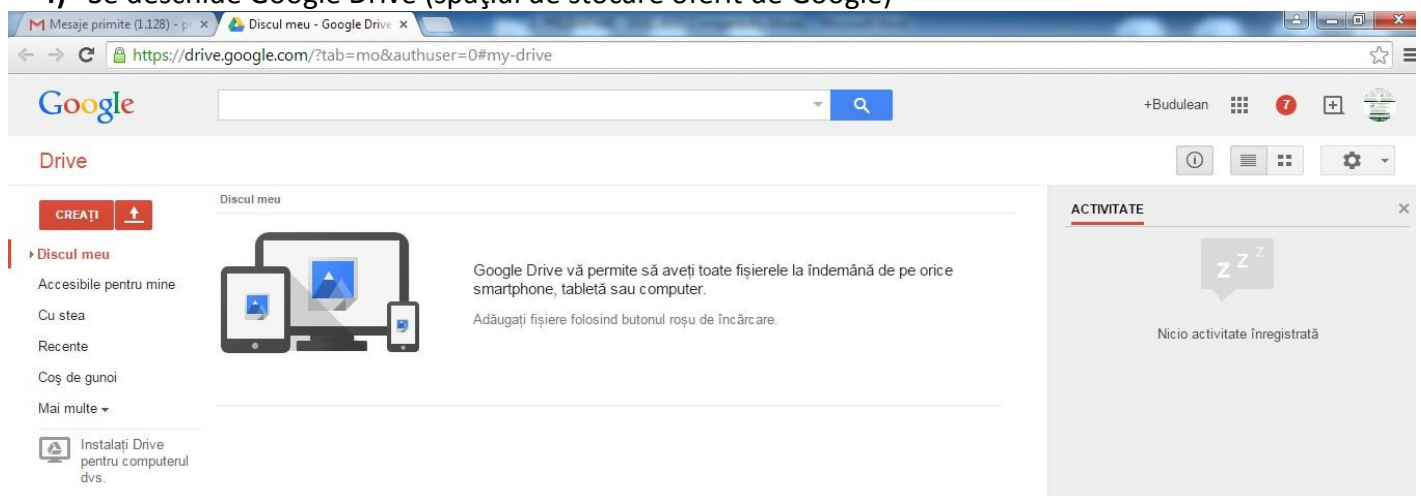 Se deschide Google Drive (spaţiul de stocare oferit de Google)
Mesaje primite (1.128) - pr
Discul meu - Google Drive
https://drive.google.com/?tab=mo&authuser=0#my-drive
Google
+Budulean
7
Drive
CREAŢI
Discul meu
ACTIVITATE
Discul meu
Accesibile pentru mine
Cu stea
Recente
Coş de gunoi
Mai multe
Instalați Drive
pentru computerul
dvs.
Google Drive vă permite să aveți toate fișierele la îndemână de pe orice
smartphone, tabletă sau computer.
Adăugați fișiere folosind butonul roșu de încărcare.
z z z
Nicio activitate înregistrată